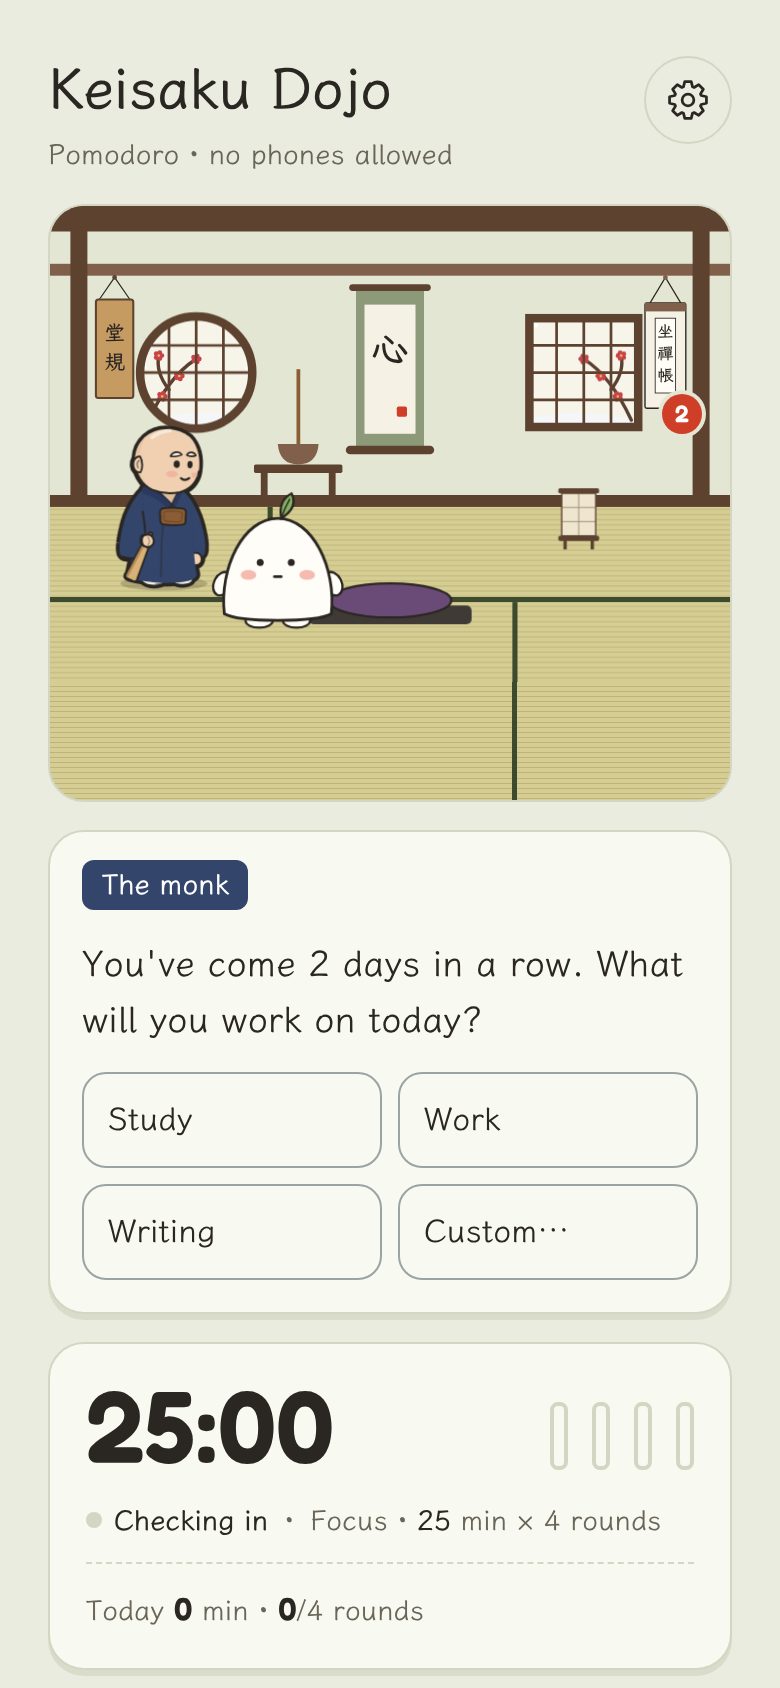 Keisaku Dojo
Pomodoro • no phones allowed
堂規
心
坐禪帳
2
The monk
You've come 2 days in a row. What
will you work on today?
Study
Work
Writing
Custom…
25:00
Checking in • Focus • 25 min × 4 rounds
Today 0 min • 0/4 rounds